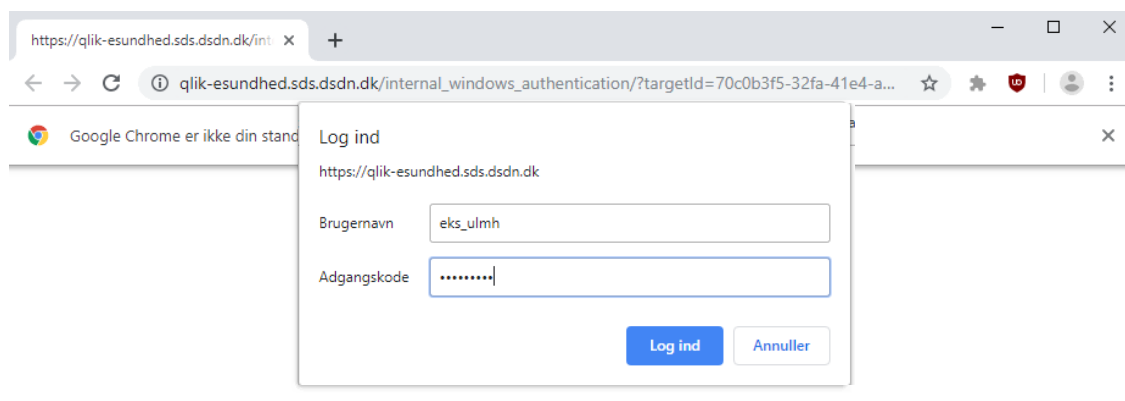 https://qlik-esundhed.sds.dsdn.dk/int
qlik-esundhed.sds.dsdn.dk/internal_windows_authentication/?targetId=70c0b3f5-32fa-41e4-a...
Google Chrome er ikke din stand
Log ind
https://qlik-esundhed.sds.dsdn.dk
Brugernavn
eks_ulmh
Adgangskode
•••••••••
Log ind
Annuller